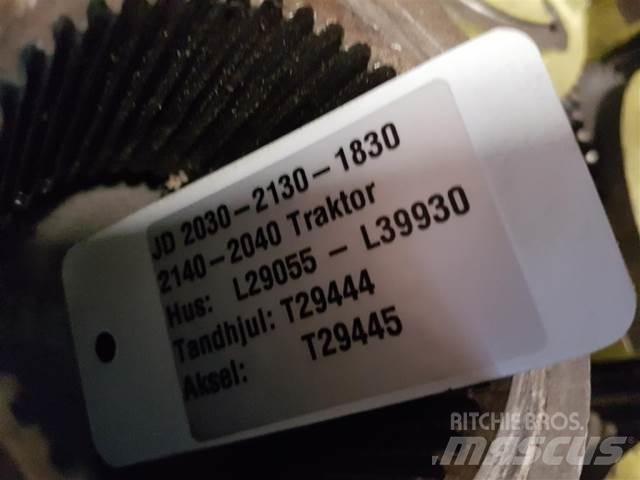 JD 2030-2130-1830
2140-2040 Traktor
Hus: L29055 - L39930
Tandhjul: T29444
Aksel: T29445
RITCHIE BROS.
mascus